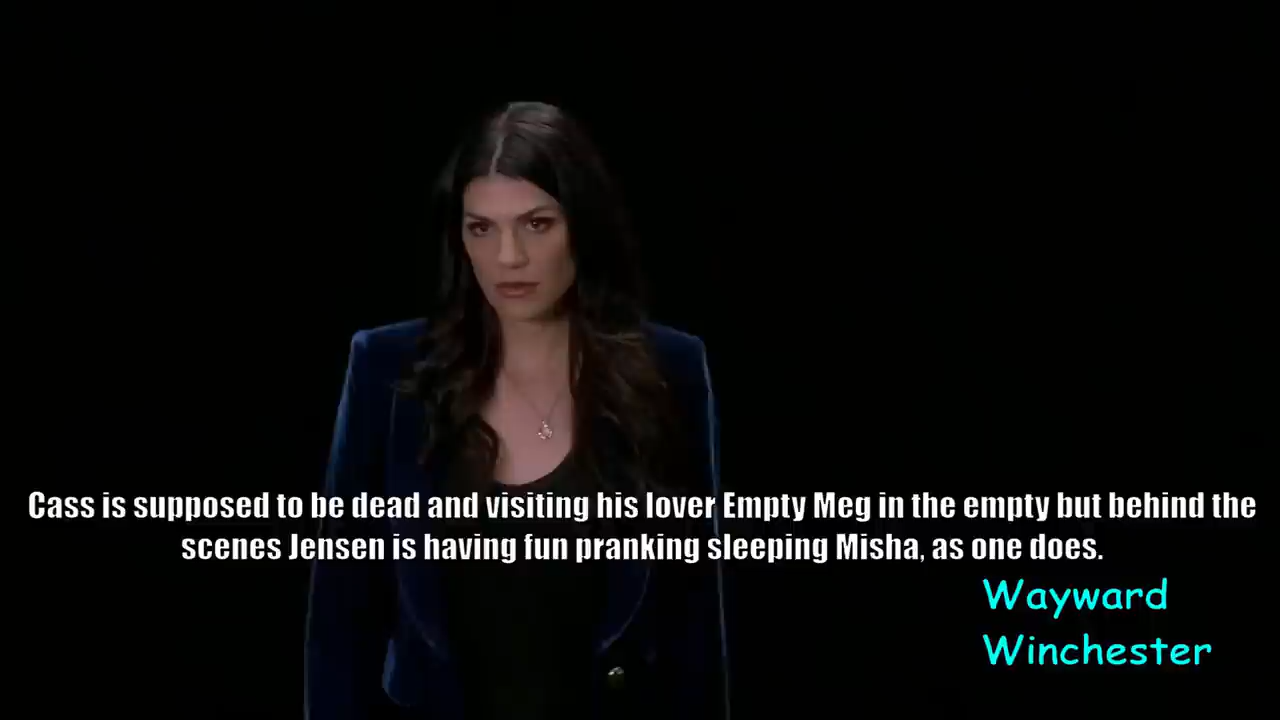 Cass is supposed to be dead and visiting his lover Empty Meg in the empty but behind the
scenes Jensen is having fun pranking sleeping Misha, as one does.
Wayward
Winchester